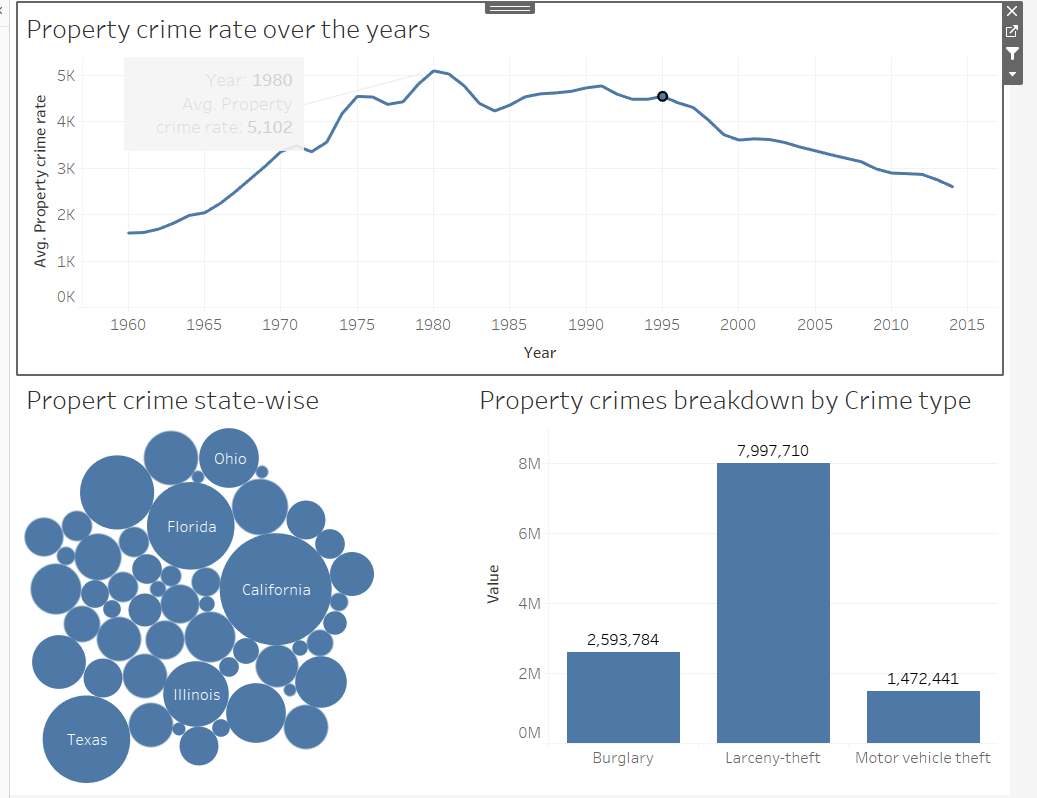 Property crime rate over the years
Year: 1980
Avg. Property
crime rate: 5,102
Avg. Property crime rate
5K
4K
3K
2K
1K
0K
1960 1965 1970 1975 1980 1985 1990 1995 2000 2005 2010 2015
Year
Propert crime state-wise
Ohio
Florida
California
Illinois
Texas
Property crimes breakdown by Crime type
Value
8M
6M
4M
2M
0M
7,997,710
2,593,784
1,472,441
Burglary Larceny-theft Motor vehicle theft